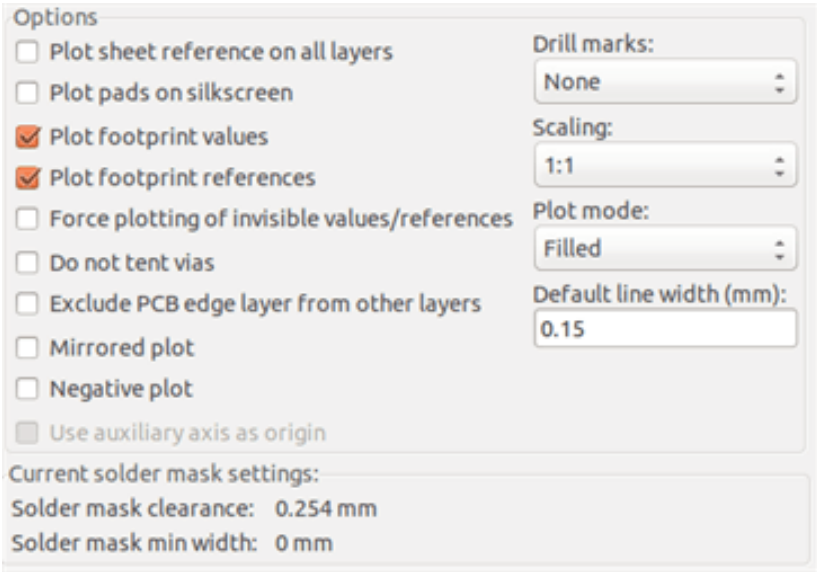 Options
Plot sheet reference on all layers
Plot pads on silkscreen
Plot footprint values
Plot footprint references
Force plotting of invisible values/references
Do not tent vias
Exclude PCB edge layer from other layers
Mirrored plot
Negative plot
Use auxiliary axis as origin
Drill marks:
None
Scaling:
1:1
Plot mode:
Filled
Default line width (mm):
0.15
Current solder mask settings:
Solder mask clearance: 0.254 mm
Solder mask min width: 0 mm